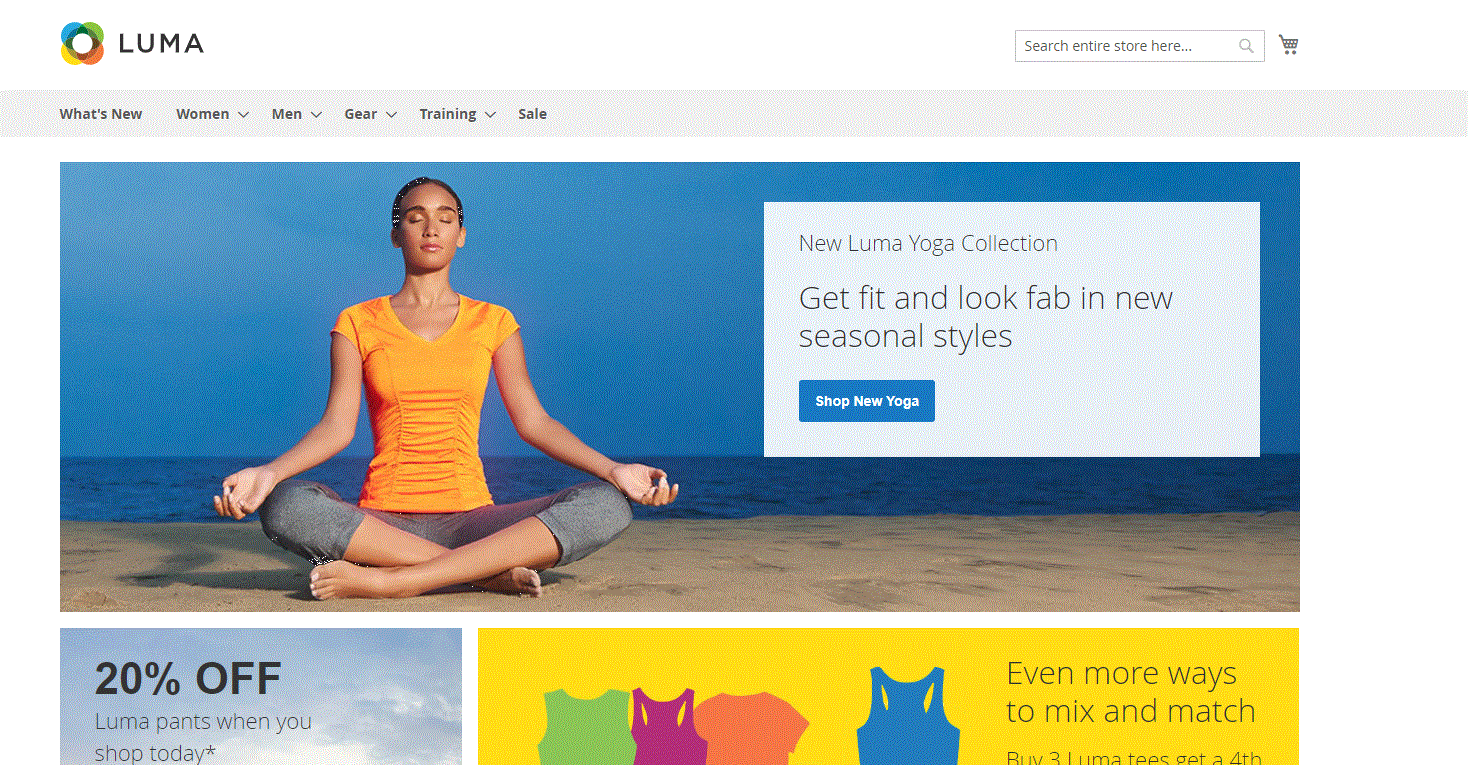 LUMA
Search entire store here...
What's New Women Men Gear Training Sale
New Luma Yoga Collection
Get fit and look fab in new
seasonal styles
Shop New Yoga
20% OFF
Luma pants when you
shop today*
Even more ways
to mix and match
Buy 3 Luma tees get a 4th